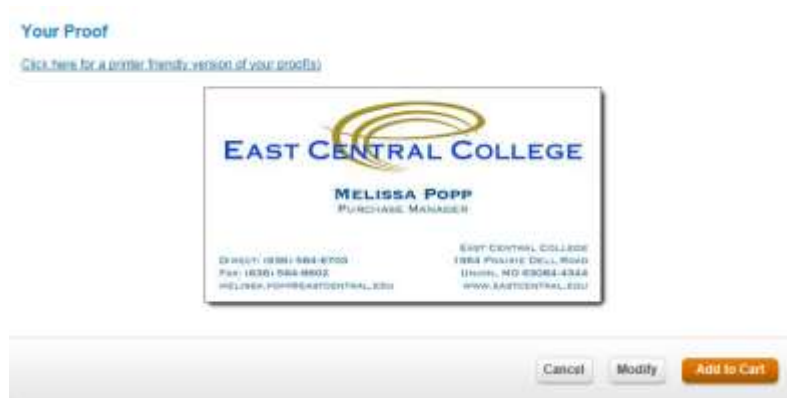 Your Proof
Click here for a printer friendly version of your proof(s)
EAST CENTRAL COLLEGE
MELISSA POPP
PURCHASE MANAGER
EAST CENTRAL COLLEGE
DIRECT: (636) 584-6703
1964 PRAIRIE DELL ROAD
FAX: (636) 584-
UNION, MO 63084-4344
MELISSA.POPP@EASTCENTRAL.EDU
WWW.EASTCENTRAL.EDU
Cancel
Modify
Add to Cart